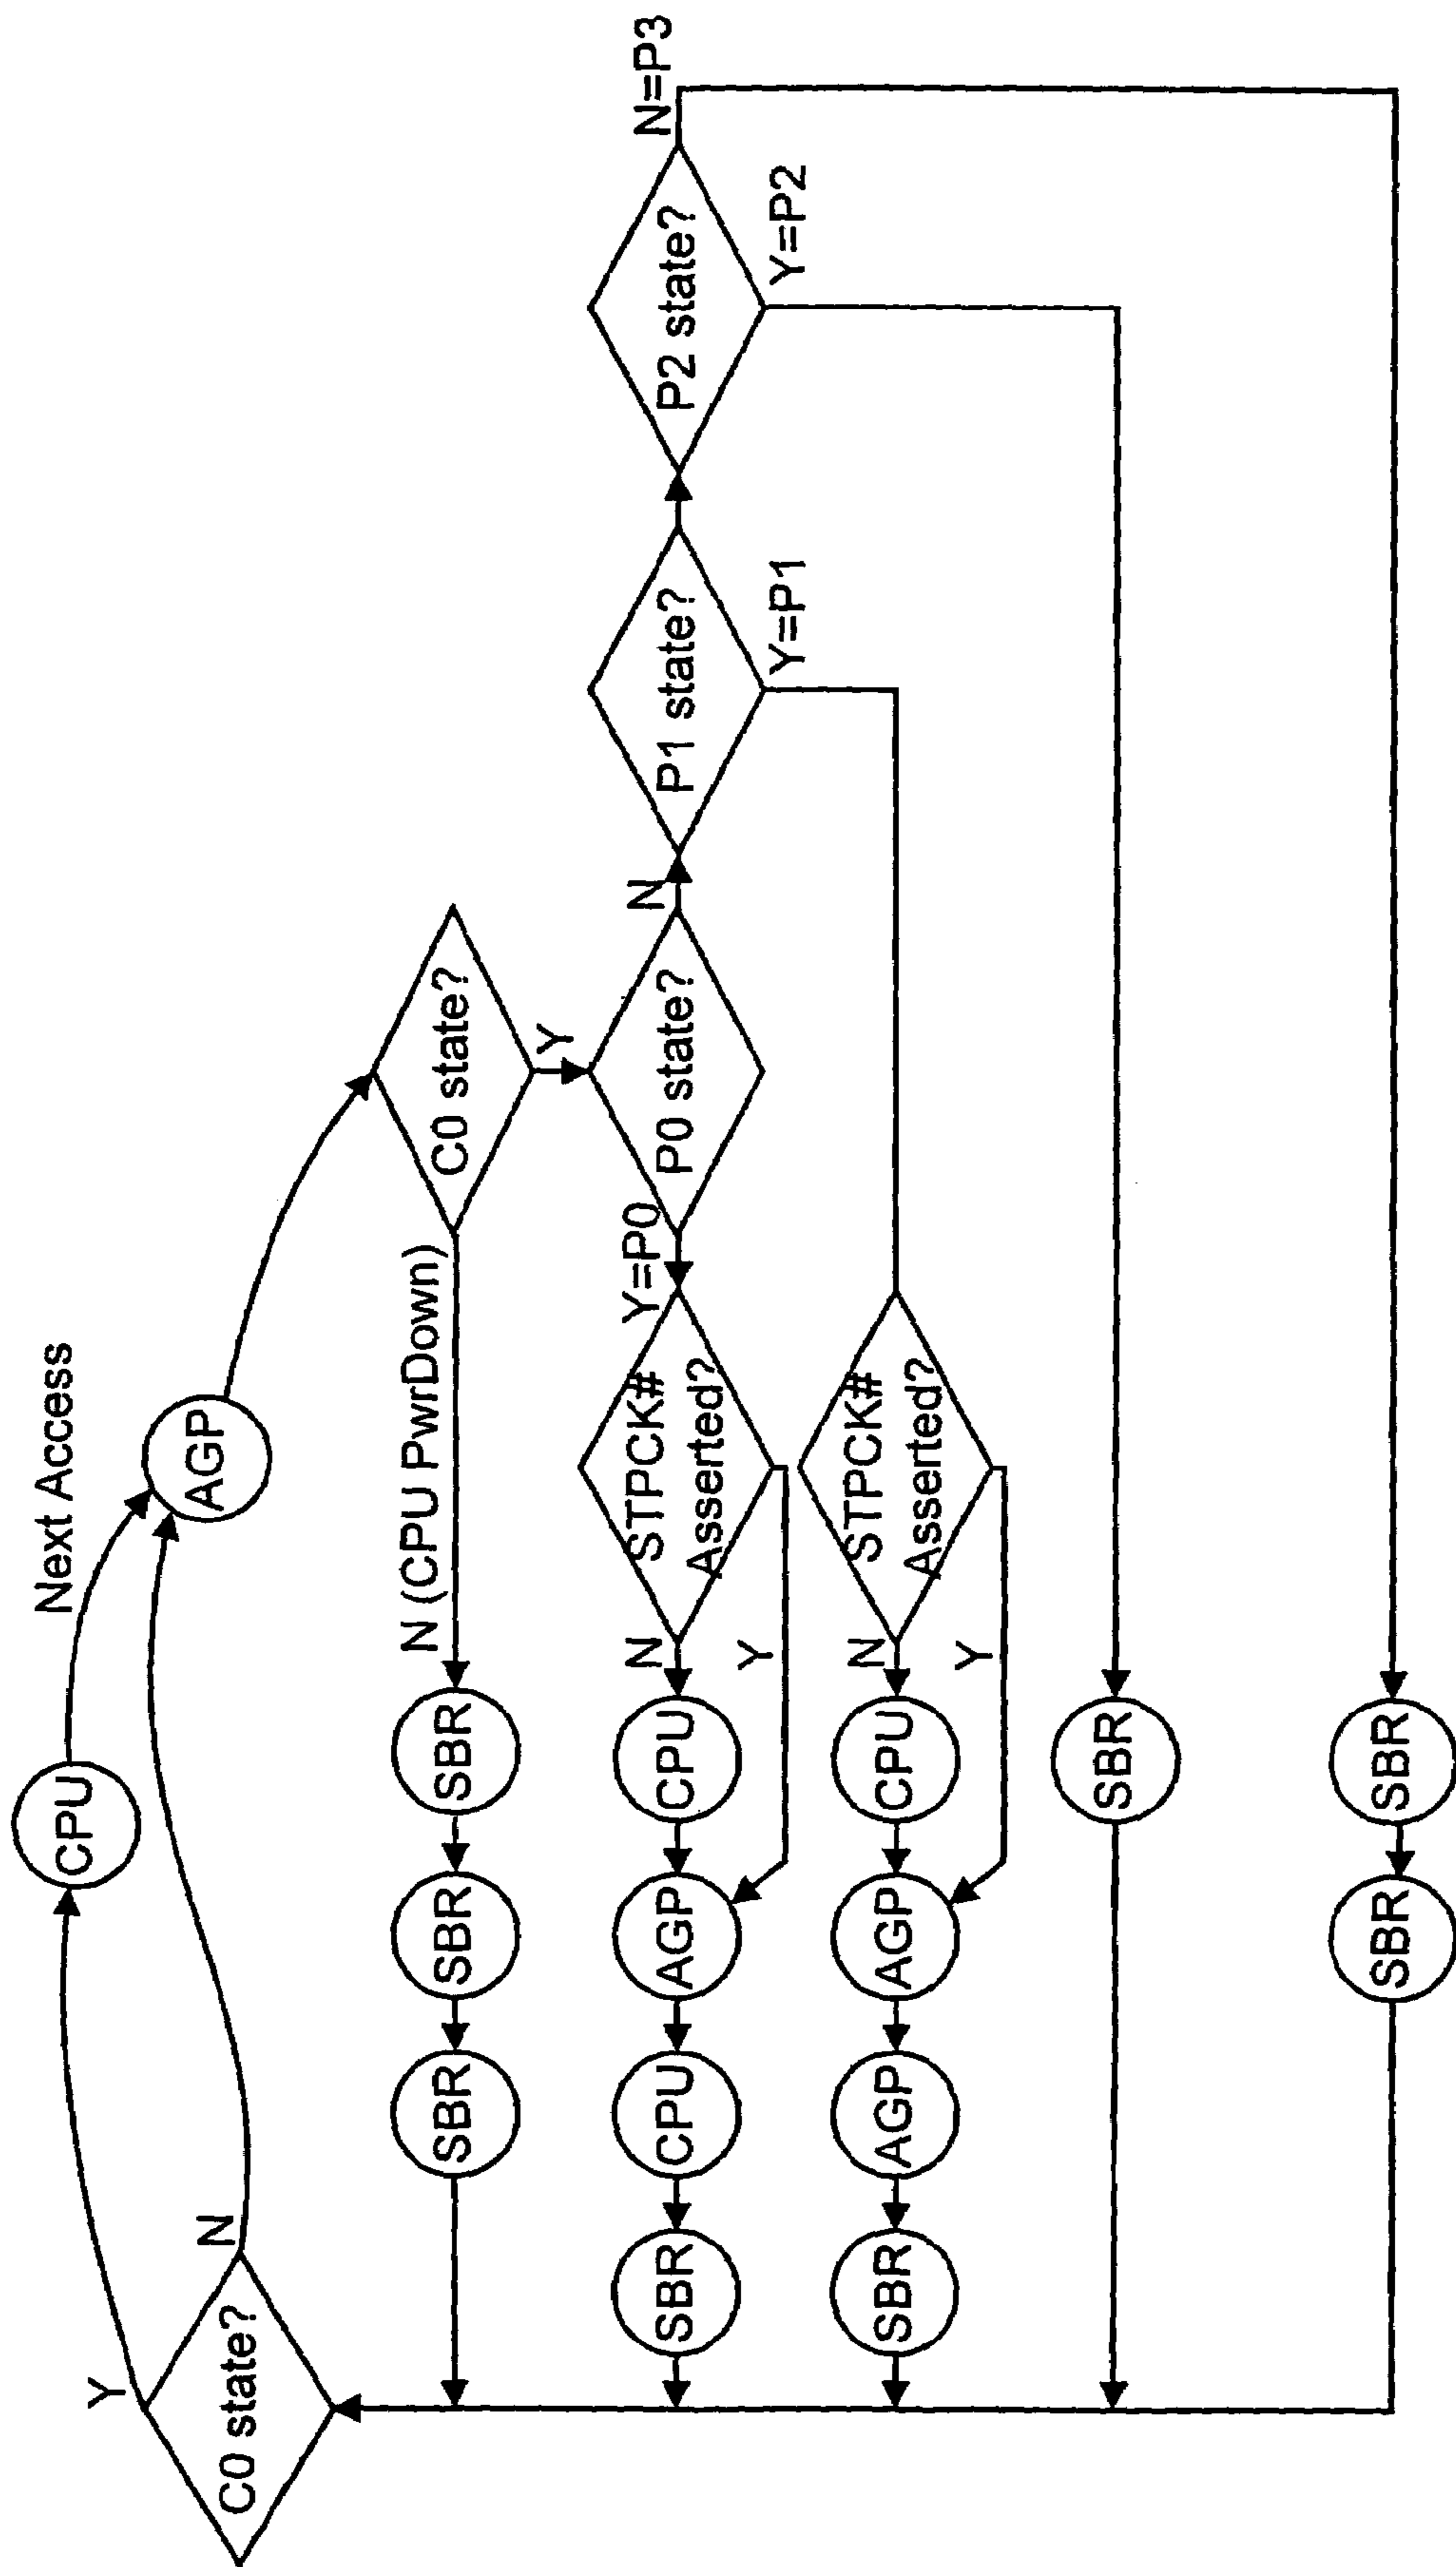 Next Access
CPU
Y
AGP
N
C0 state?
N (CPU PwrDown)
C0 state?
SBR
SBR
SBR
Y
N
Y=P0
N
N=P3
SBR
CPU
AGP
CPU
STPCK#
Asserted?
P0 state?
P1 state?
P2 state?
Y
Y=P1
Y=P2
N
SBR
AGP
AGP
CPU
STPCK#
Asserted?
Y
SBR
SBR
SBR